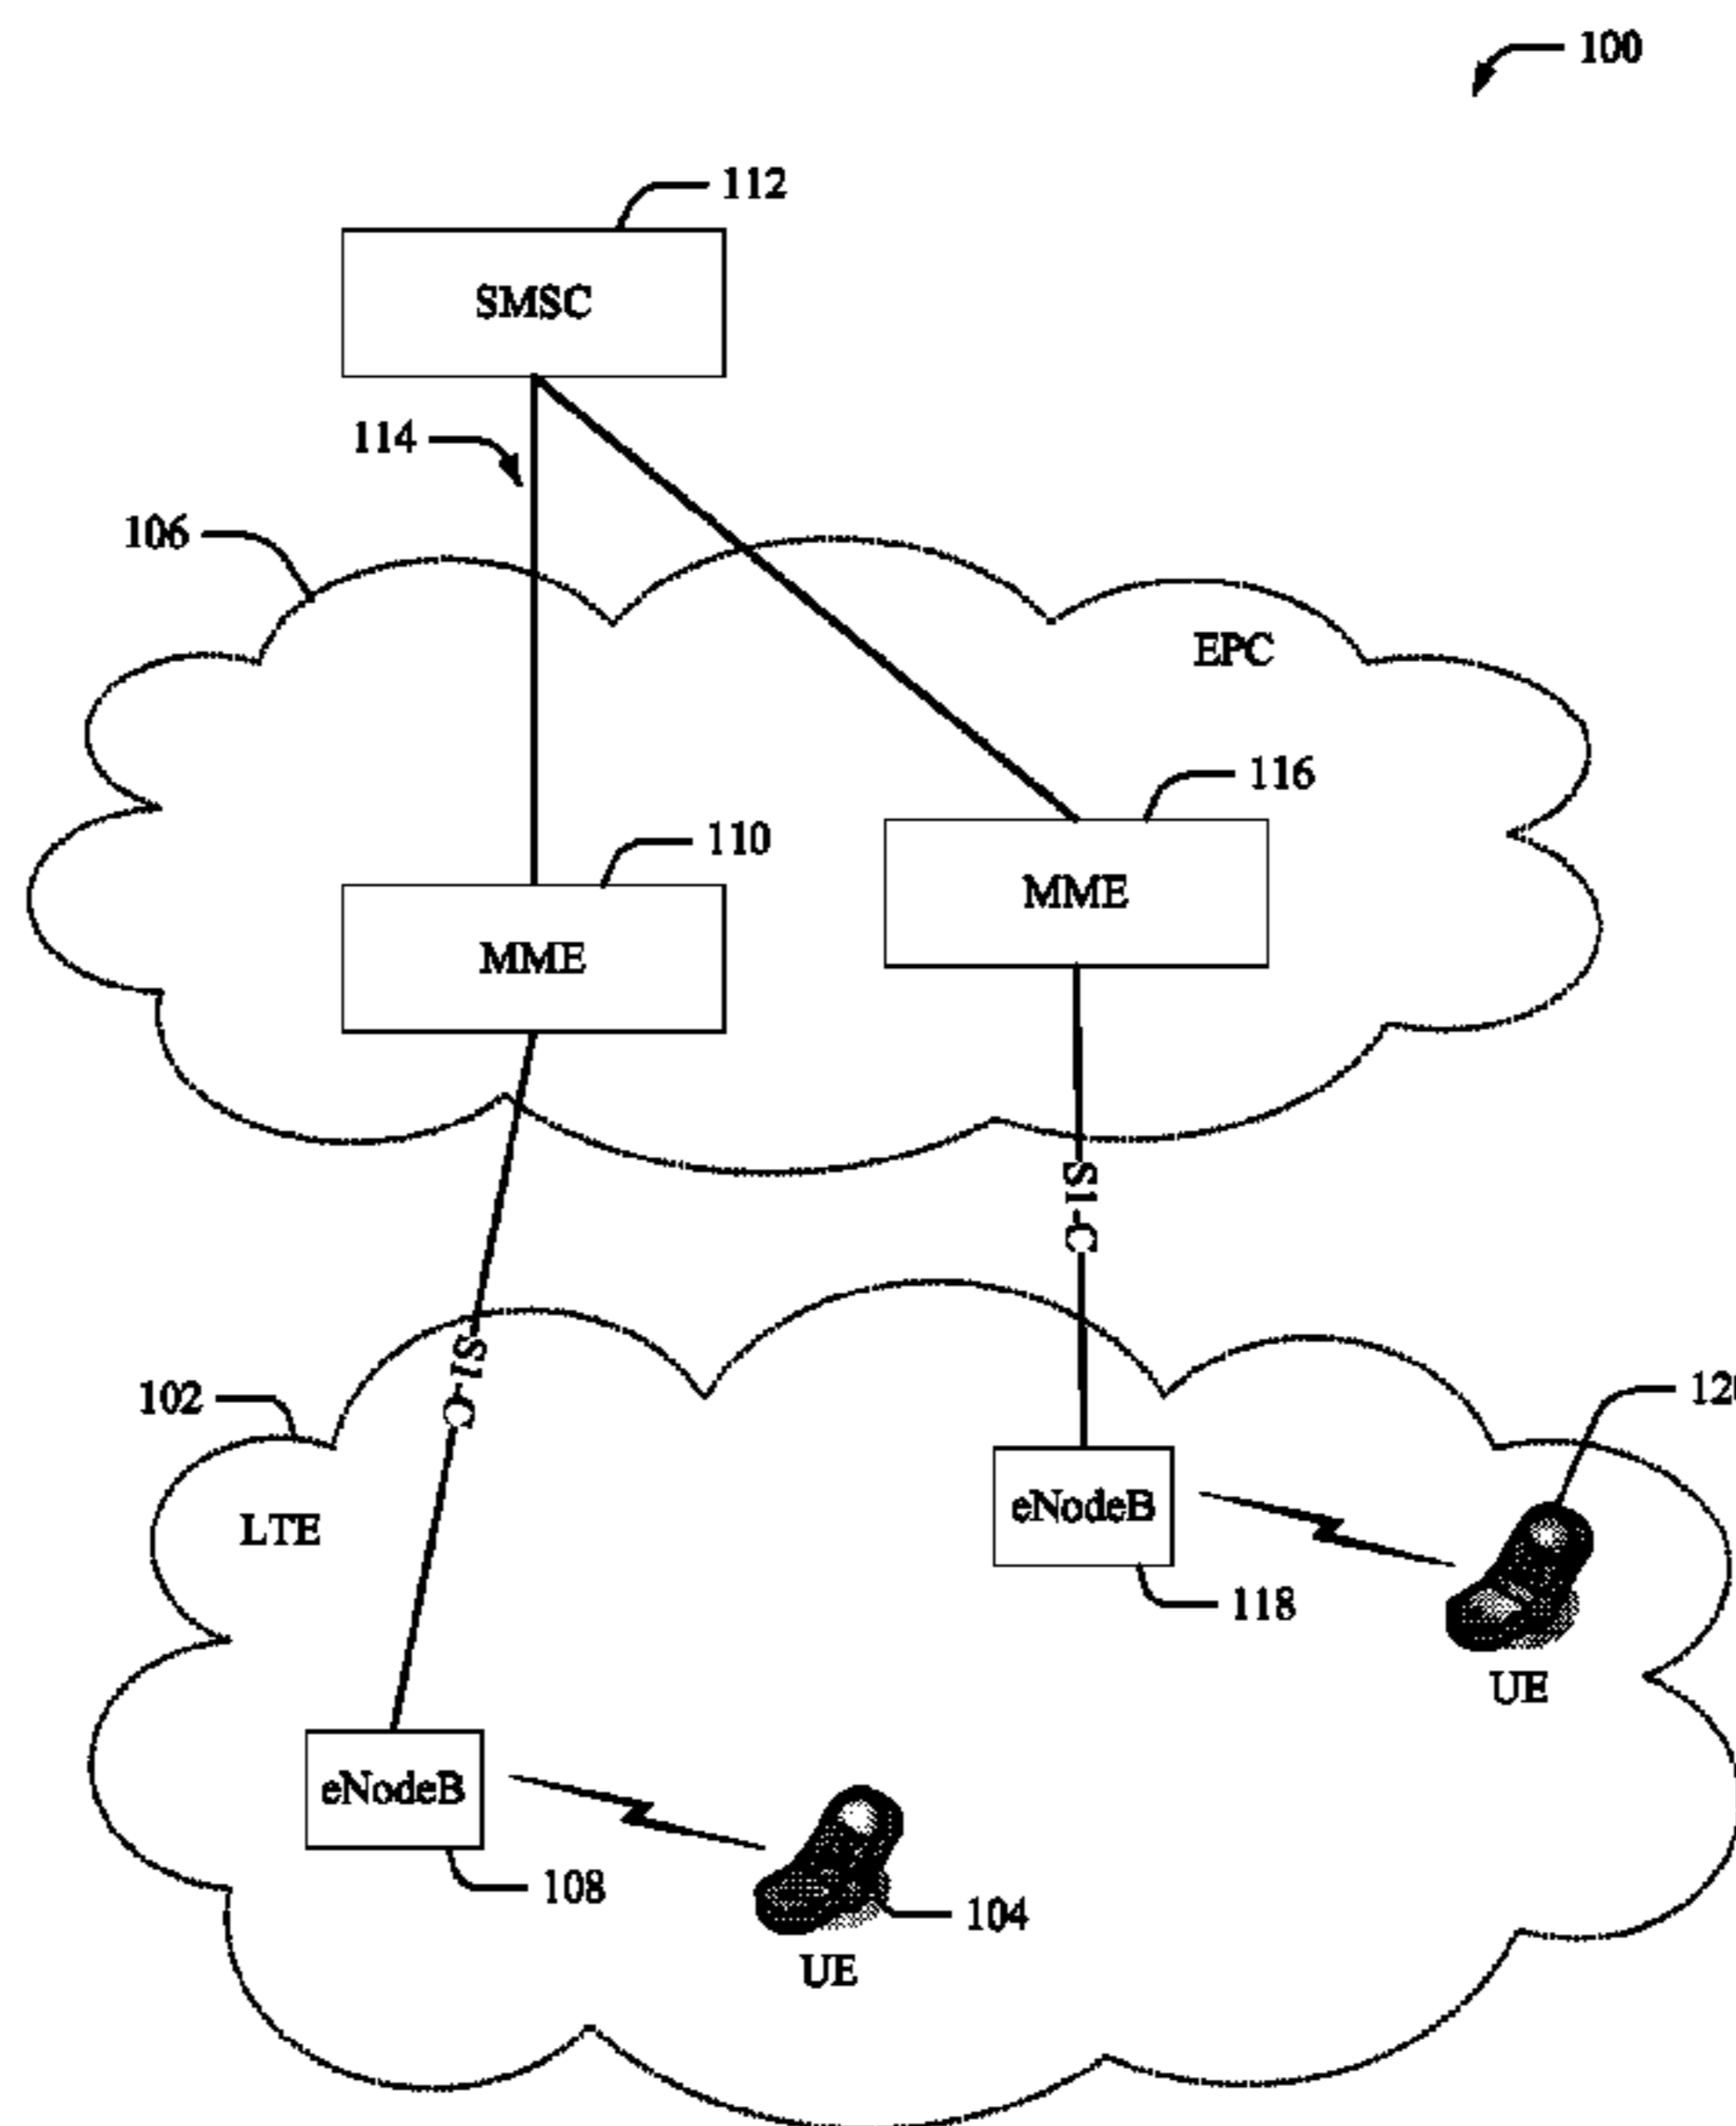 100
112
SMSC
114
106
EPC
116
110
MME
MME
S1-C
S1-C
102
LTE
eNodeB
118
UE
eNodeB
108
104
UE